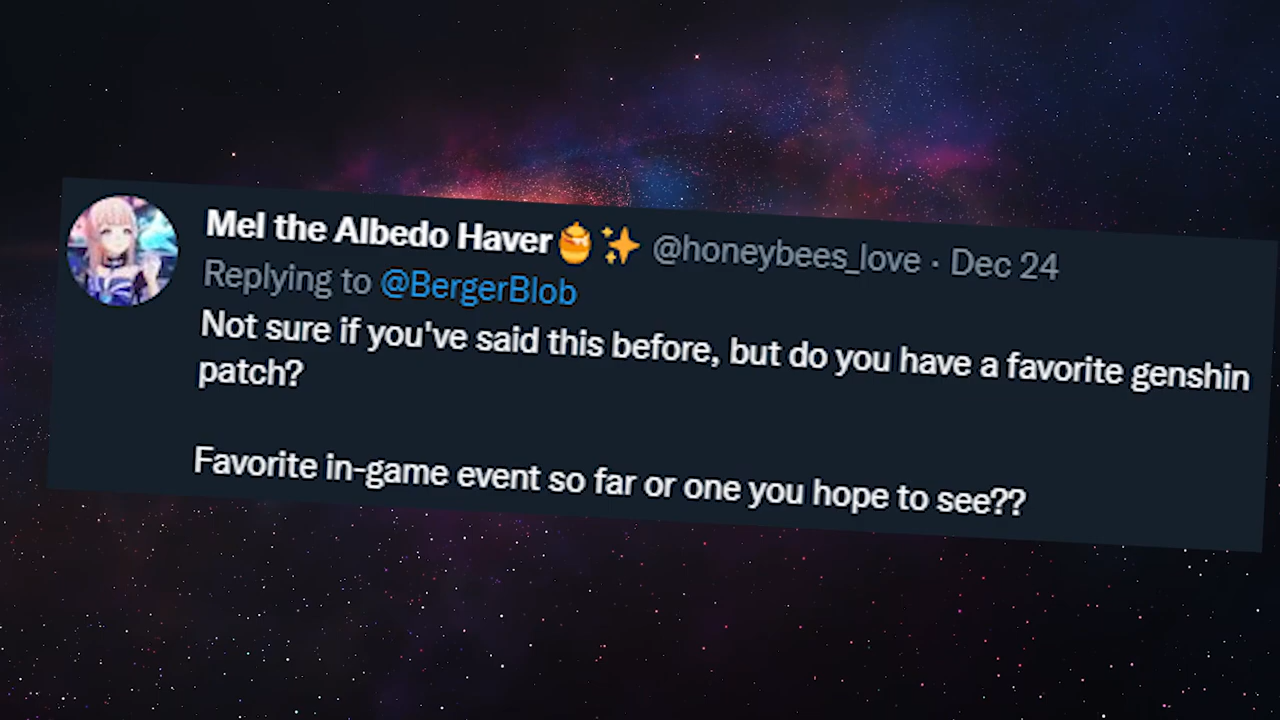 Mel the Albedo Haver🍯✨ @honeybees_love · Dec 24
Replying to @BergerBlob
Not sure if you've said this before, but do you have a favorite genshin
patch?
Favorite in-game event so far or one you hope to see??